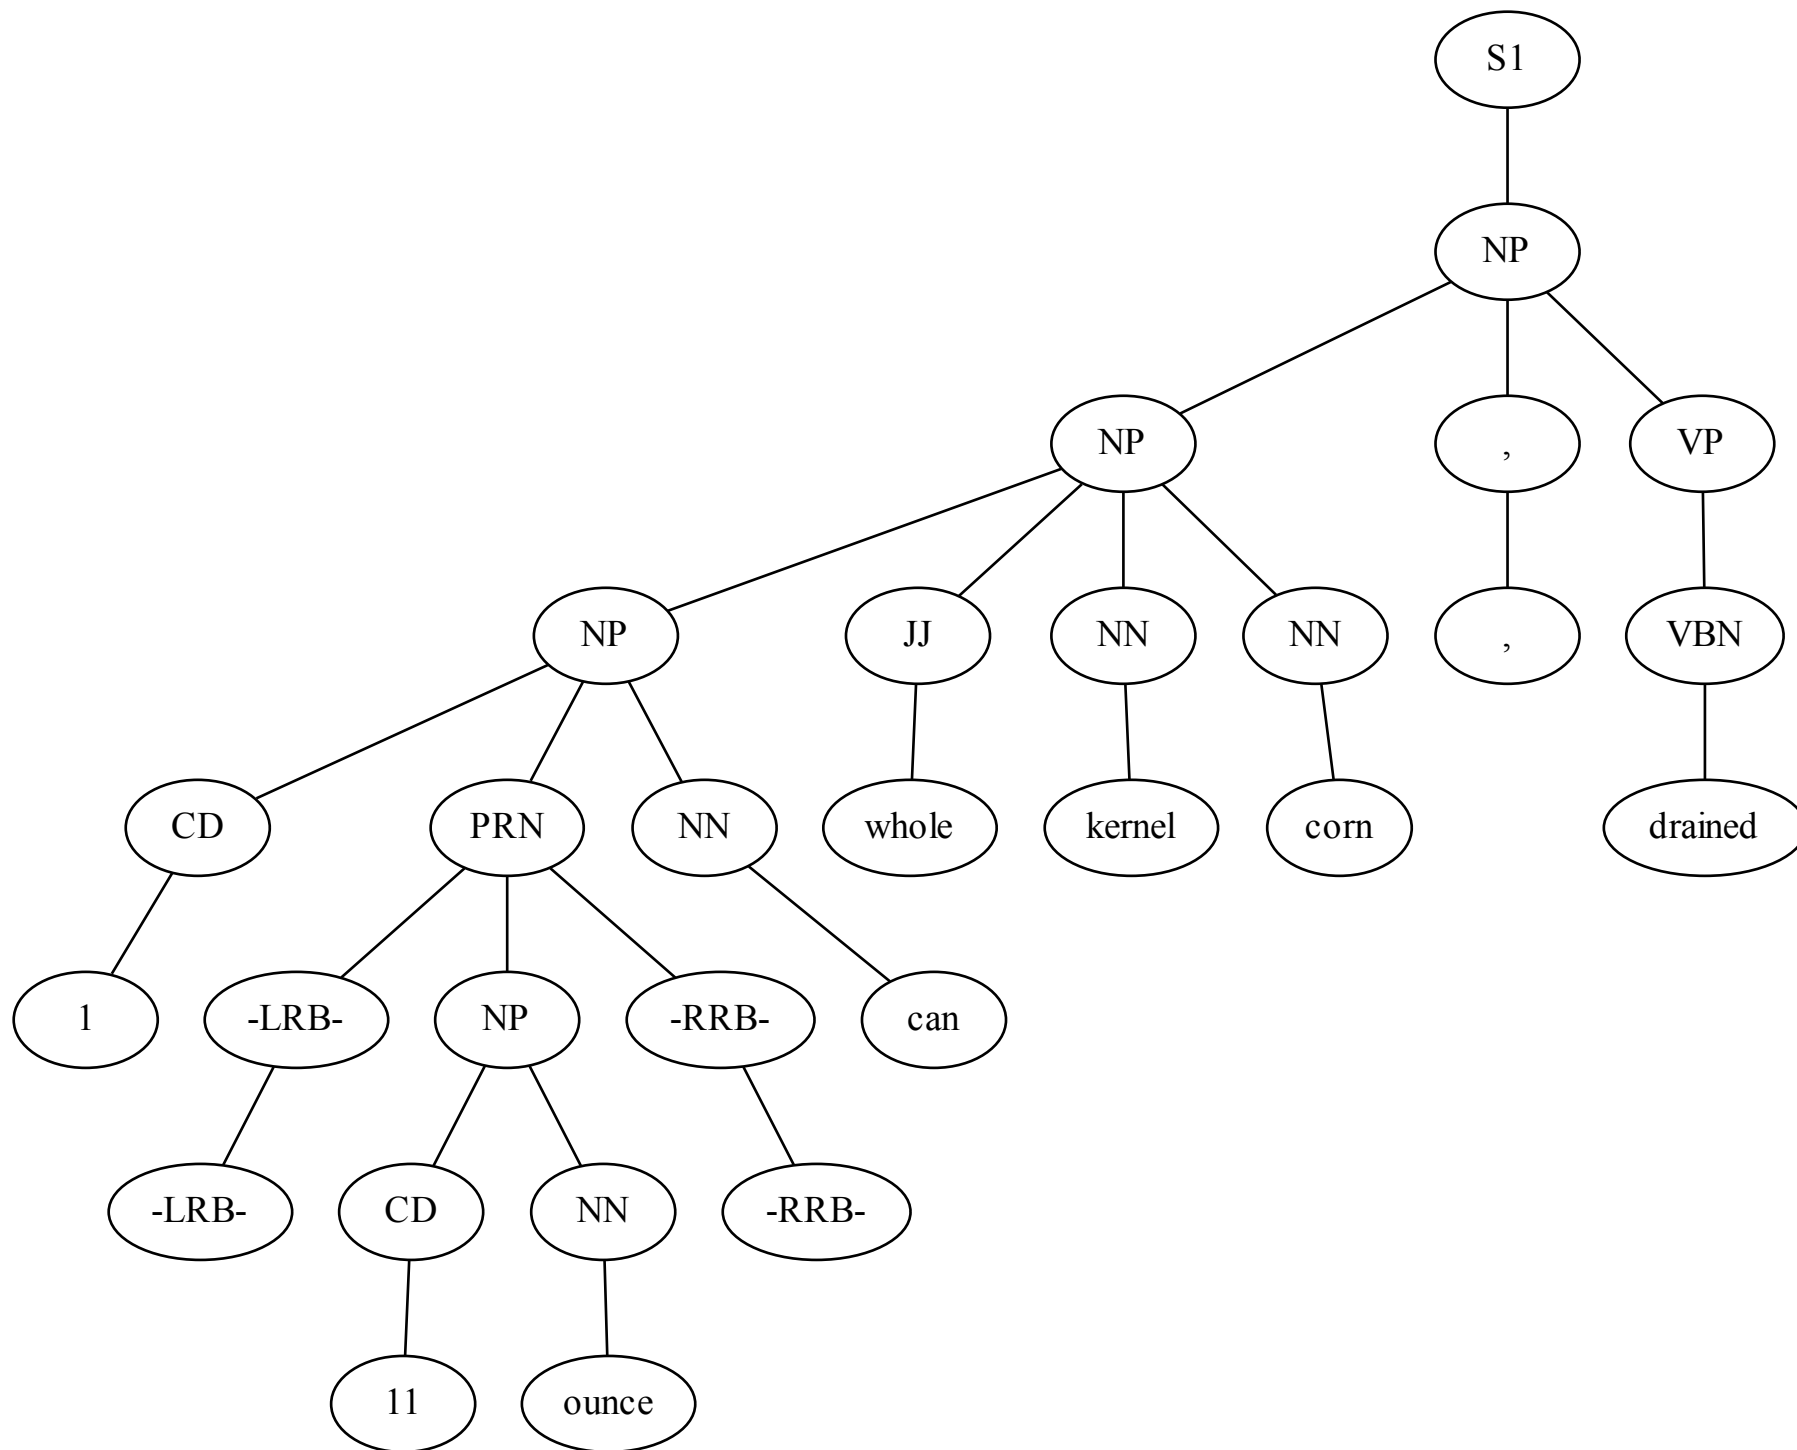 S1
NP
NP , VP
NP JJ NN NN , VBN
CD PRN NN whole kernel corn drained
1 -LRB- NP -RRB- can
-LRB- CD NN -RRB-
11 ounce